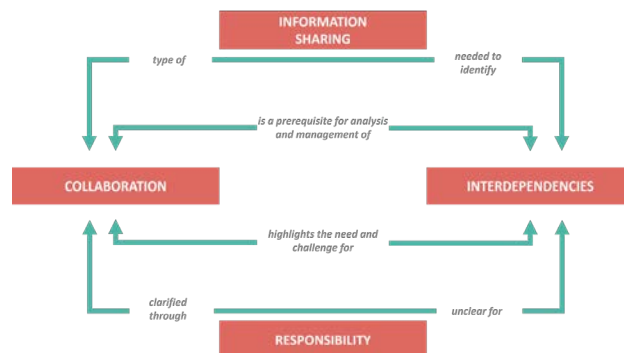 INFORMATION
SHARING
type of
needed to
identify
is a prerequisite for analysis
and management of
COLLABORATION
INTERDEPENDENCIES
highlights the need and
challenge for
clarified
through
unclear for
RESPONSIBILITY